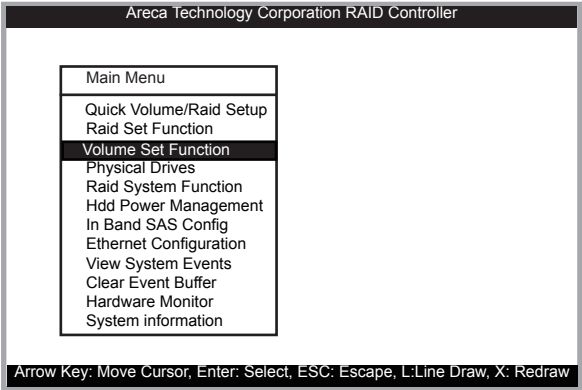 Areca Technology Corporation RAID Controller
Main Menu
Quick Volume/Raid Setup
Raid Set Function
Volume Set Function
Physical Drives
Raid System Function
Hdd Power Management
In Band SAS Config
Ethernet Configuration
View System Events
Clear Event Buffer
Hardware Monitor
System information
Arrow Key: Move Cursor, Enter: Select, ESC: Escape, L:Line Draw, X: Redraw